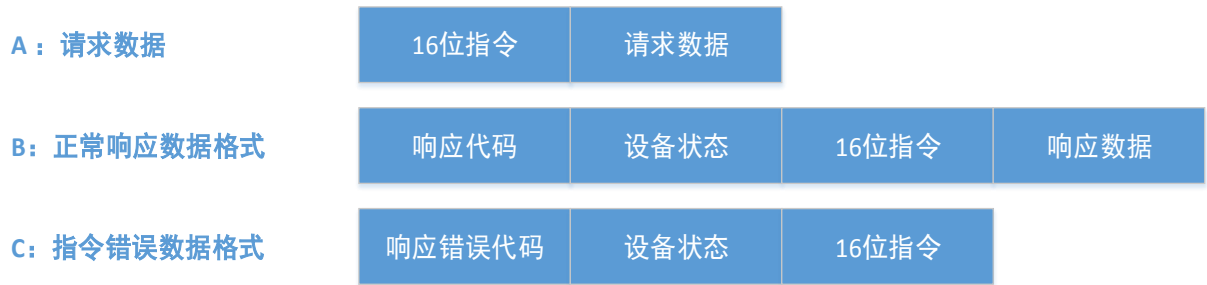 A：请求数据 16位指令 请求数据
B：正常响应数据格式 响应代码 设备状态 16位指令 响应数据
C：指令错误数据格式 响应错误代码 设备状态 16位指令